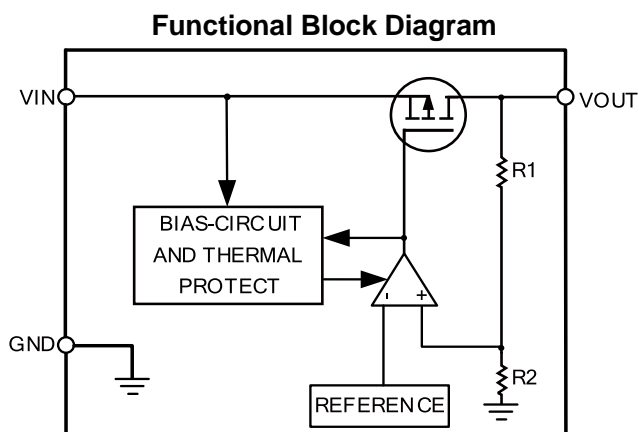 Functional Block Diagram
VIN
VOUT
R1
BIAS-CIRCUIT
AND THERMAL
PROTECT
- +
GND
R2
REFERENCE